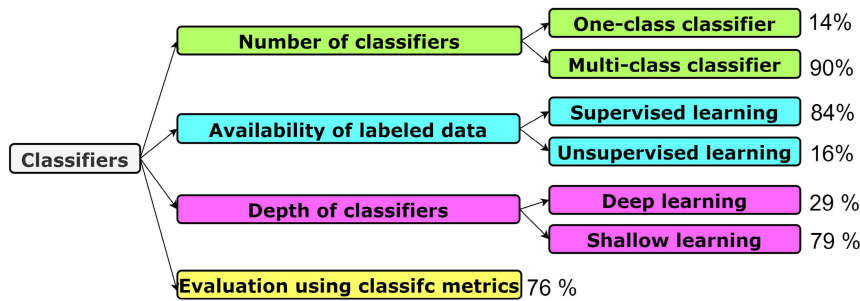 Classifiers
Number of classifiers
One-class classifier 14%
Multi-class classifier 90%
Availability of labeled data
Supervised learning 84%
Unsupervised learning 16%
Depth of classifiers
Deep learning 29 %
Shallow learning 79 %
Evaluation using classifc metrics 76 %